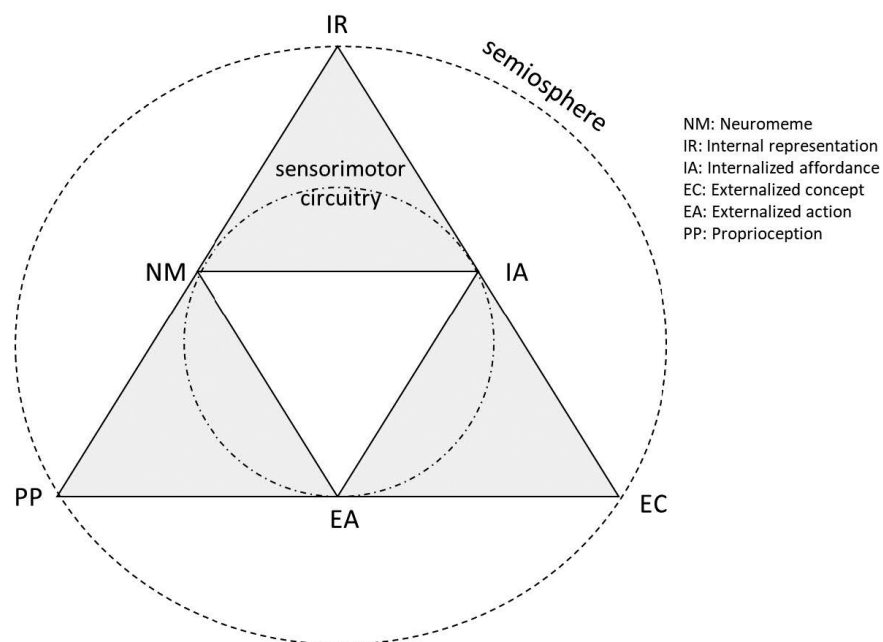 IR
semiosphere
sensorimotor
circuitry
NM
IA
PP
EA
EC
NM: Neuromeme
IR: Internal representation
IA: Internalized affordance
EC: Externalized concept
EA: Externalized action
PP: Proprioception